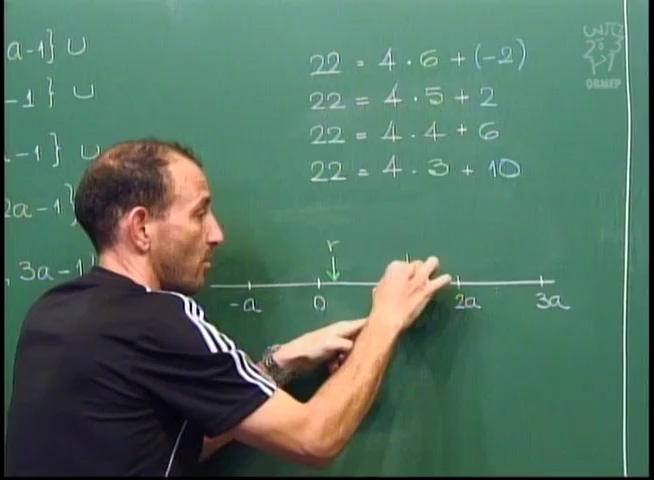 a-1} ∪
-1} ∪
-1} ∪
2a-1}
, 3a-1
22 = 4 · 6 + (-2)
22 = 4 · 5 + 2
22 = 4 · 4 + 6
22 = 4 · 3 + 10
r
-a 0 2a 3a
OBMEP